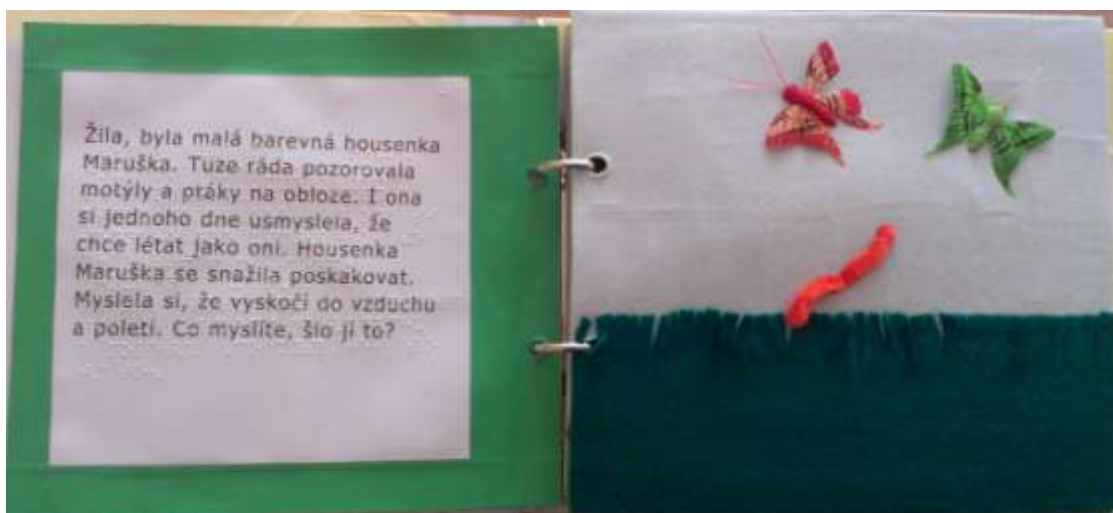 Žila, byla malá barevná housenka
Maruška. Tuze ráda pozorovala
motýly a ptáky na obloze. I ona
si jednoho dne usmyslela, že
chce létat jako oni. Housenka
Maruška se snažila poskakovat.
Myslela si, že vyskočí do vzduchu
a poletí. Co myslíte, šlo jí to?